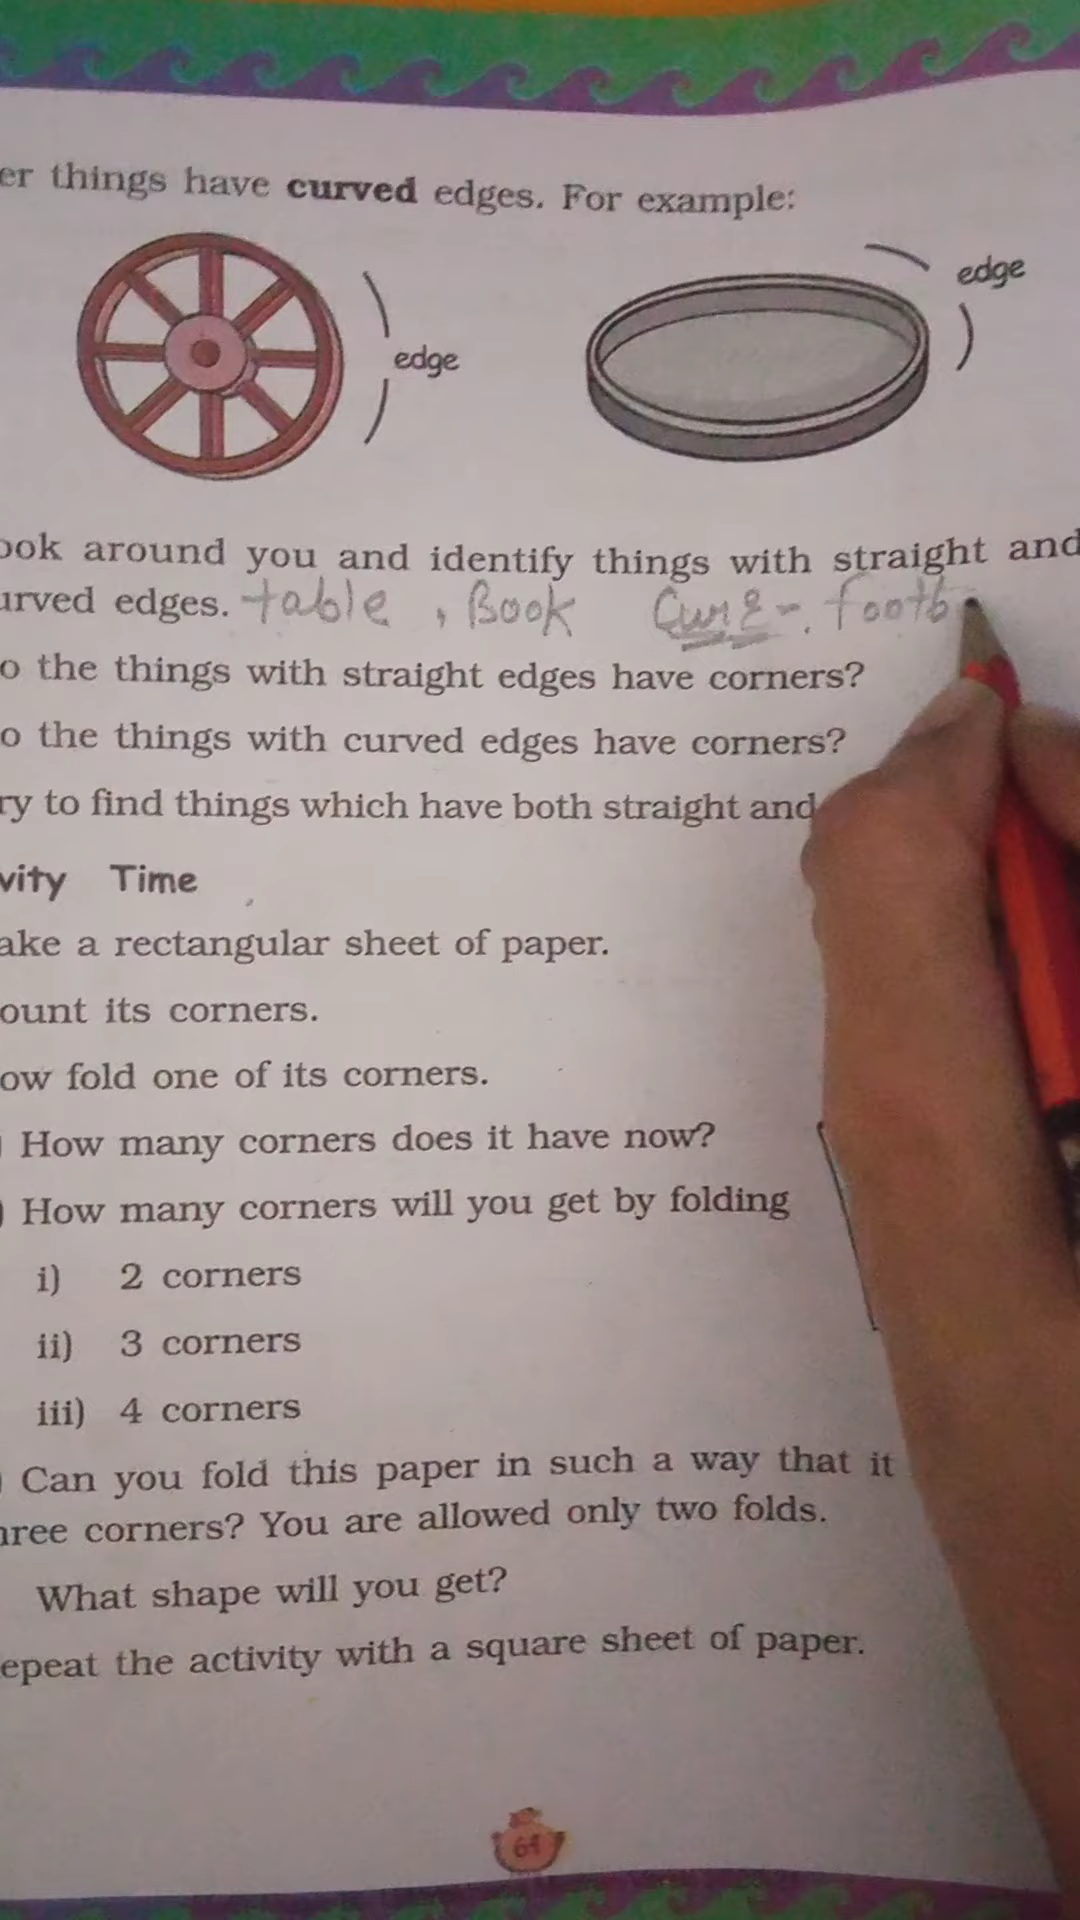 er things have curved edges. For example:
edge
edge
ook around you and identify things with straight and
urved edges. table , Book Curve -. footb
o the things with straight edges have corners?
o the things with curved edges have corners?
ry to find things which have both straight and
vity Time
ake a rectangular sheet of paper.
ount its corners.
ow fold one of its corners.
How many corners does it have now?
) How many corners will you get by folding
i) 2 corners
ii) 3 corners
iii) 4 corners
Can you fold this paper in such a way that it
hree corners? You are allowed only two folds.
What shape will you get?
epeat the activity with a square sheet of paper.
64